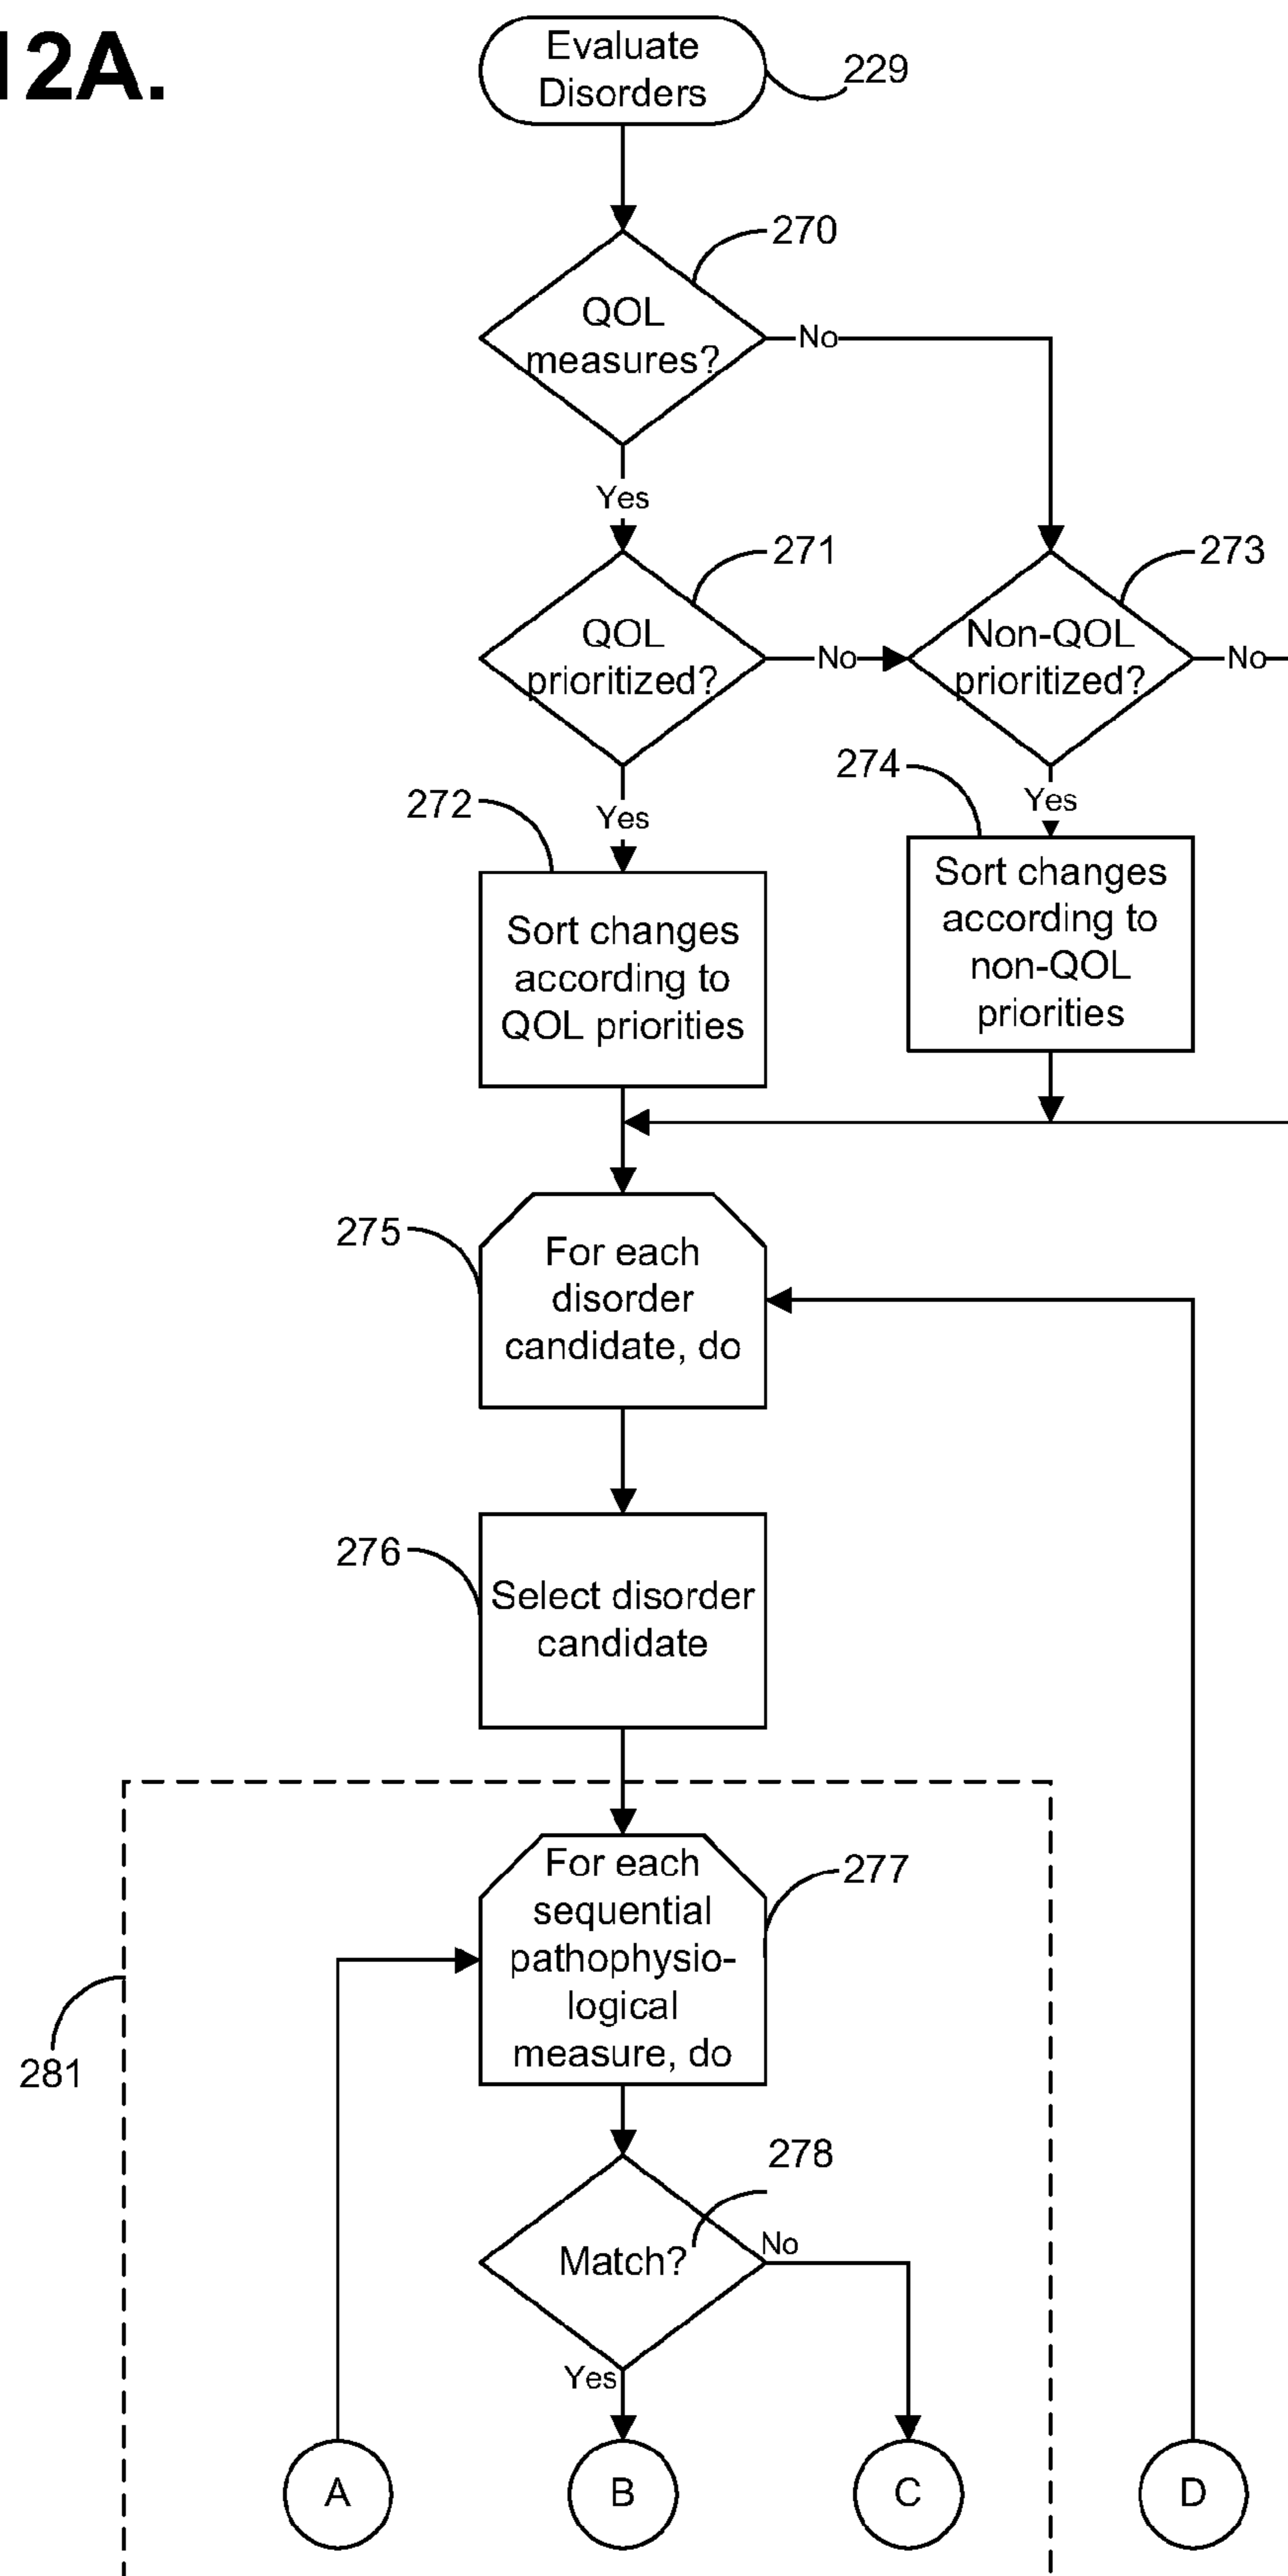 12A.
Evaluate
Disorders
229
270
QOL
measures?
No
Yes
271
273
QOL
prioritized?
No
Non-QOL
prioritized?
No
274
272
Yes
Yes
Sort changes
according to
QOL priorities
Sort changes
according to
non-QOL
priorities
275
For each
disorder
candidate, do
276
Select disorder
candidate
277
For each
sequential
pathophysio-
logical
measure, do
281
278
Match?
No
Yes
A
B
C
D